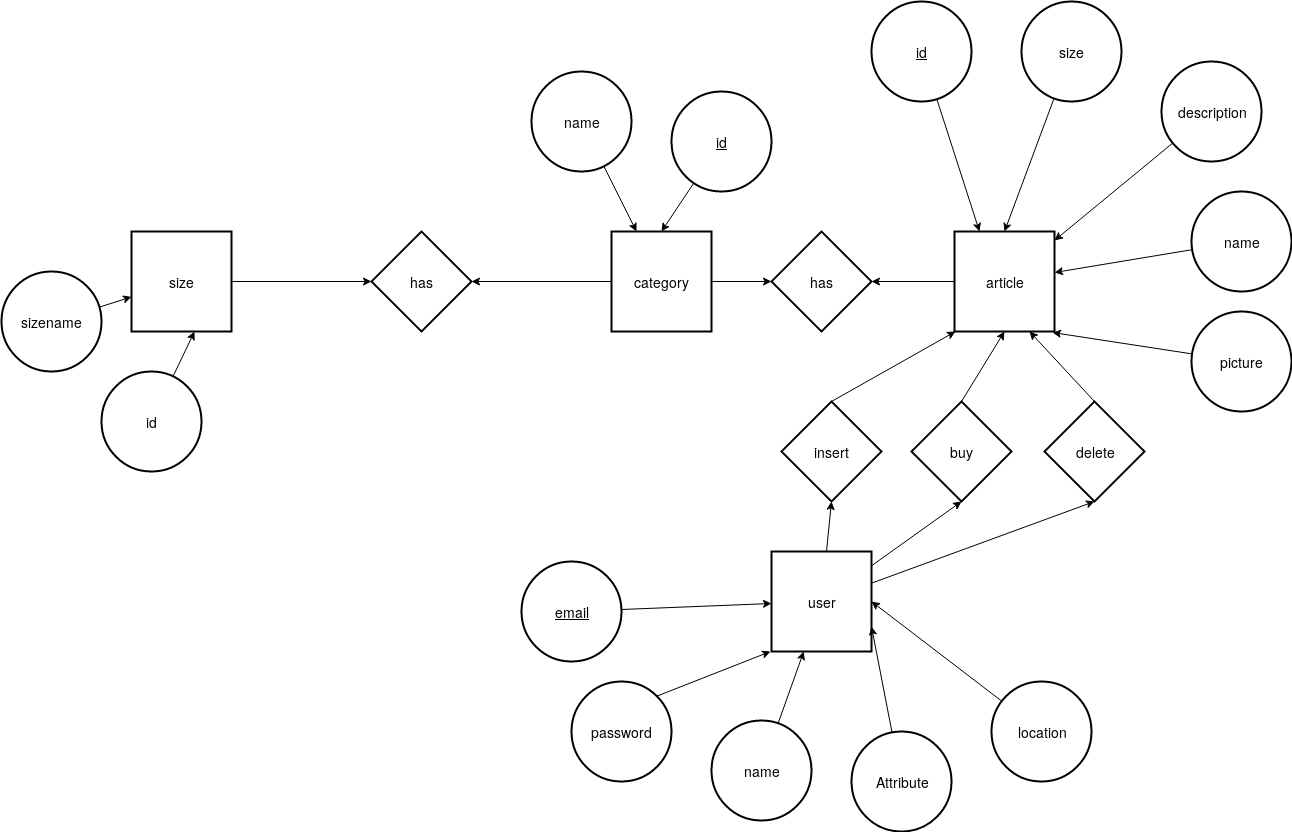 id
size
description
name
id
name
size
has
category
has
article
sizename
id
picture
insert
buy
delete
email
user
password
name
Attribute
location